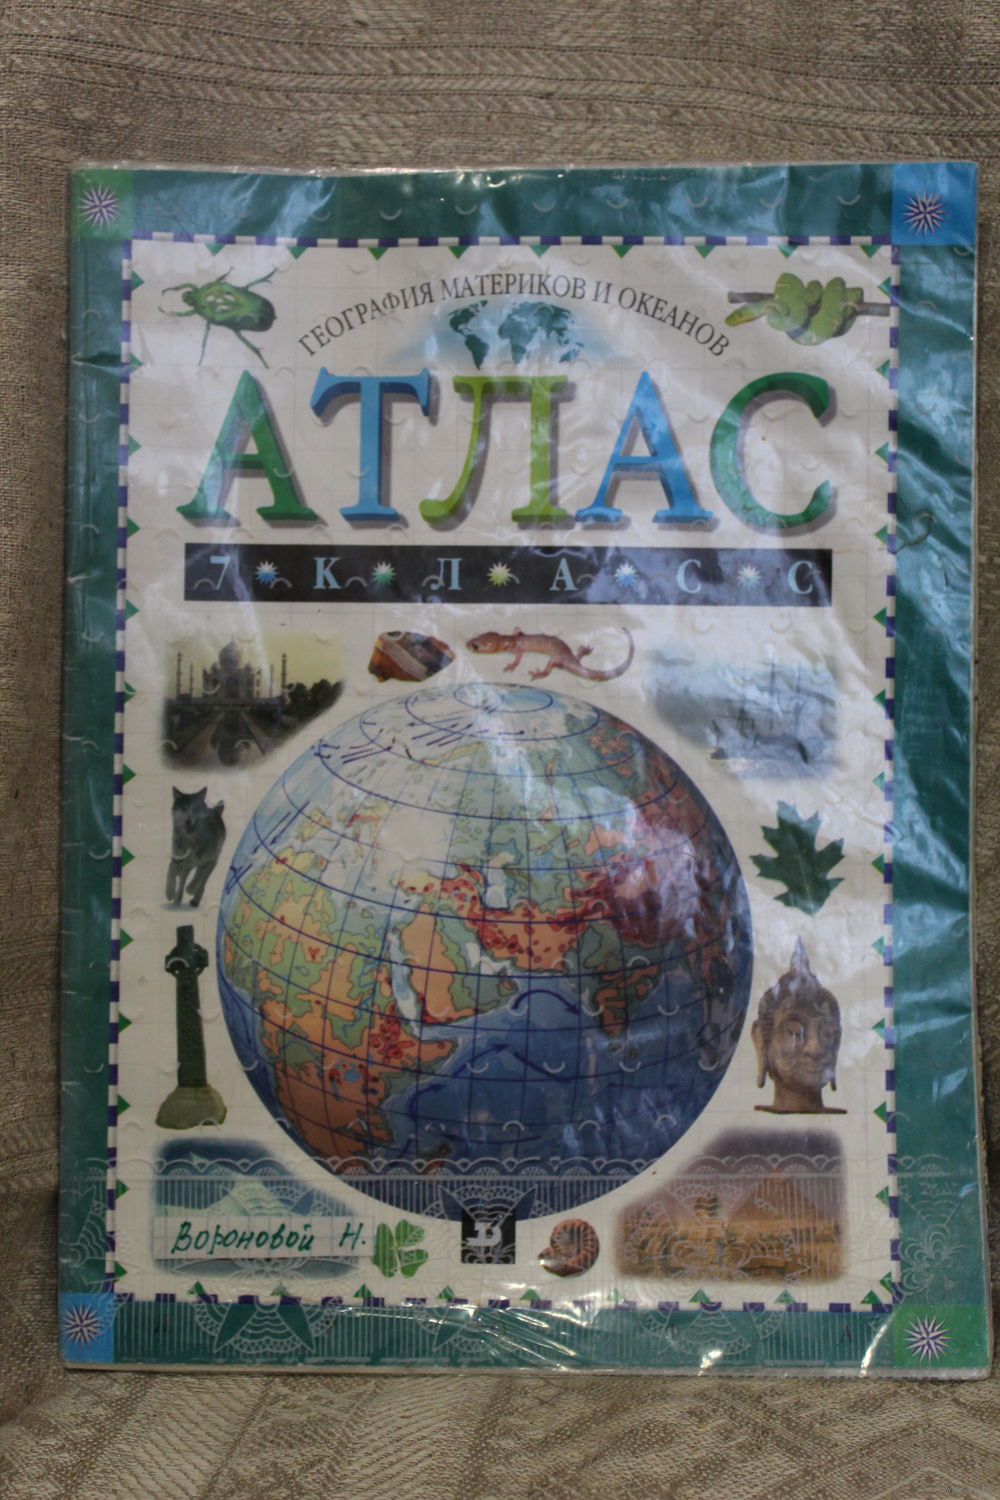 ГЕОГРАФИЯ МАТЕРИКОВ И ОКЕАНОВ
АТЛАС
7 КЛАСС
Вороновой Н.